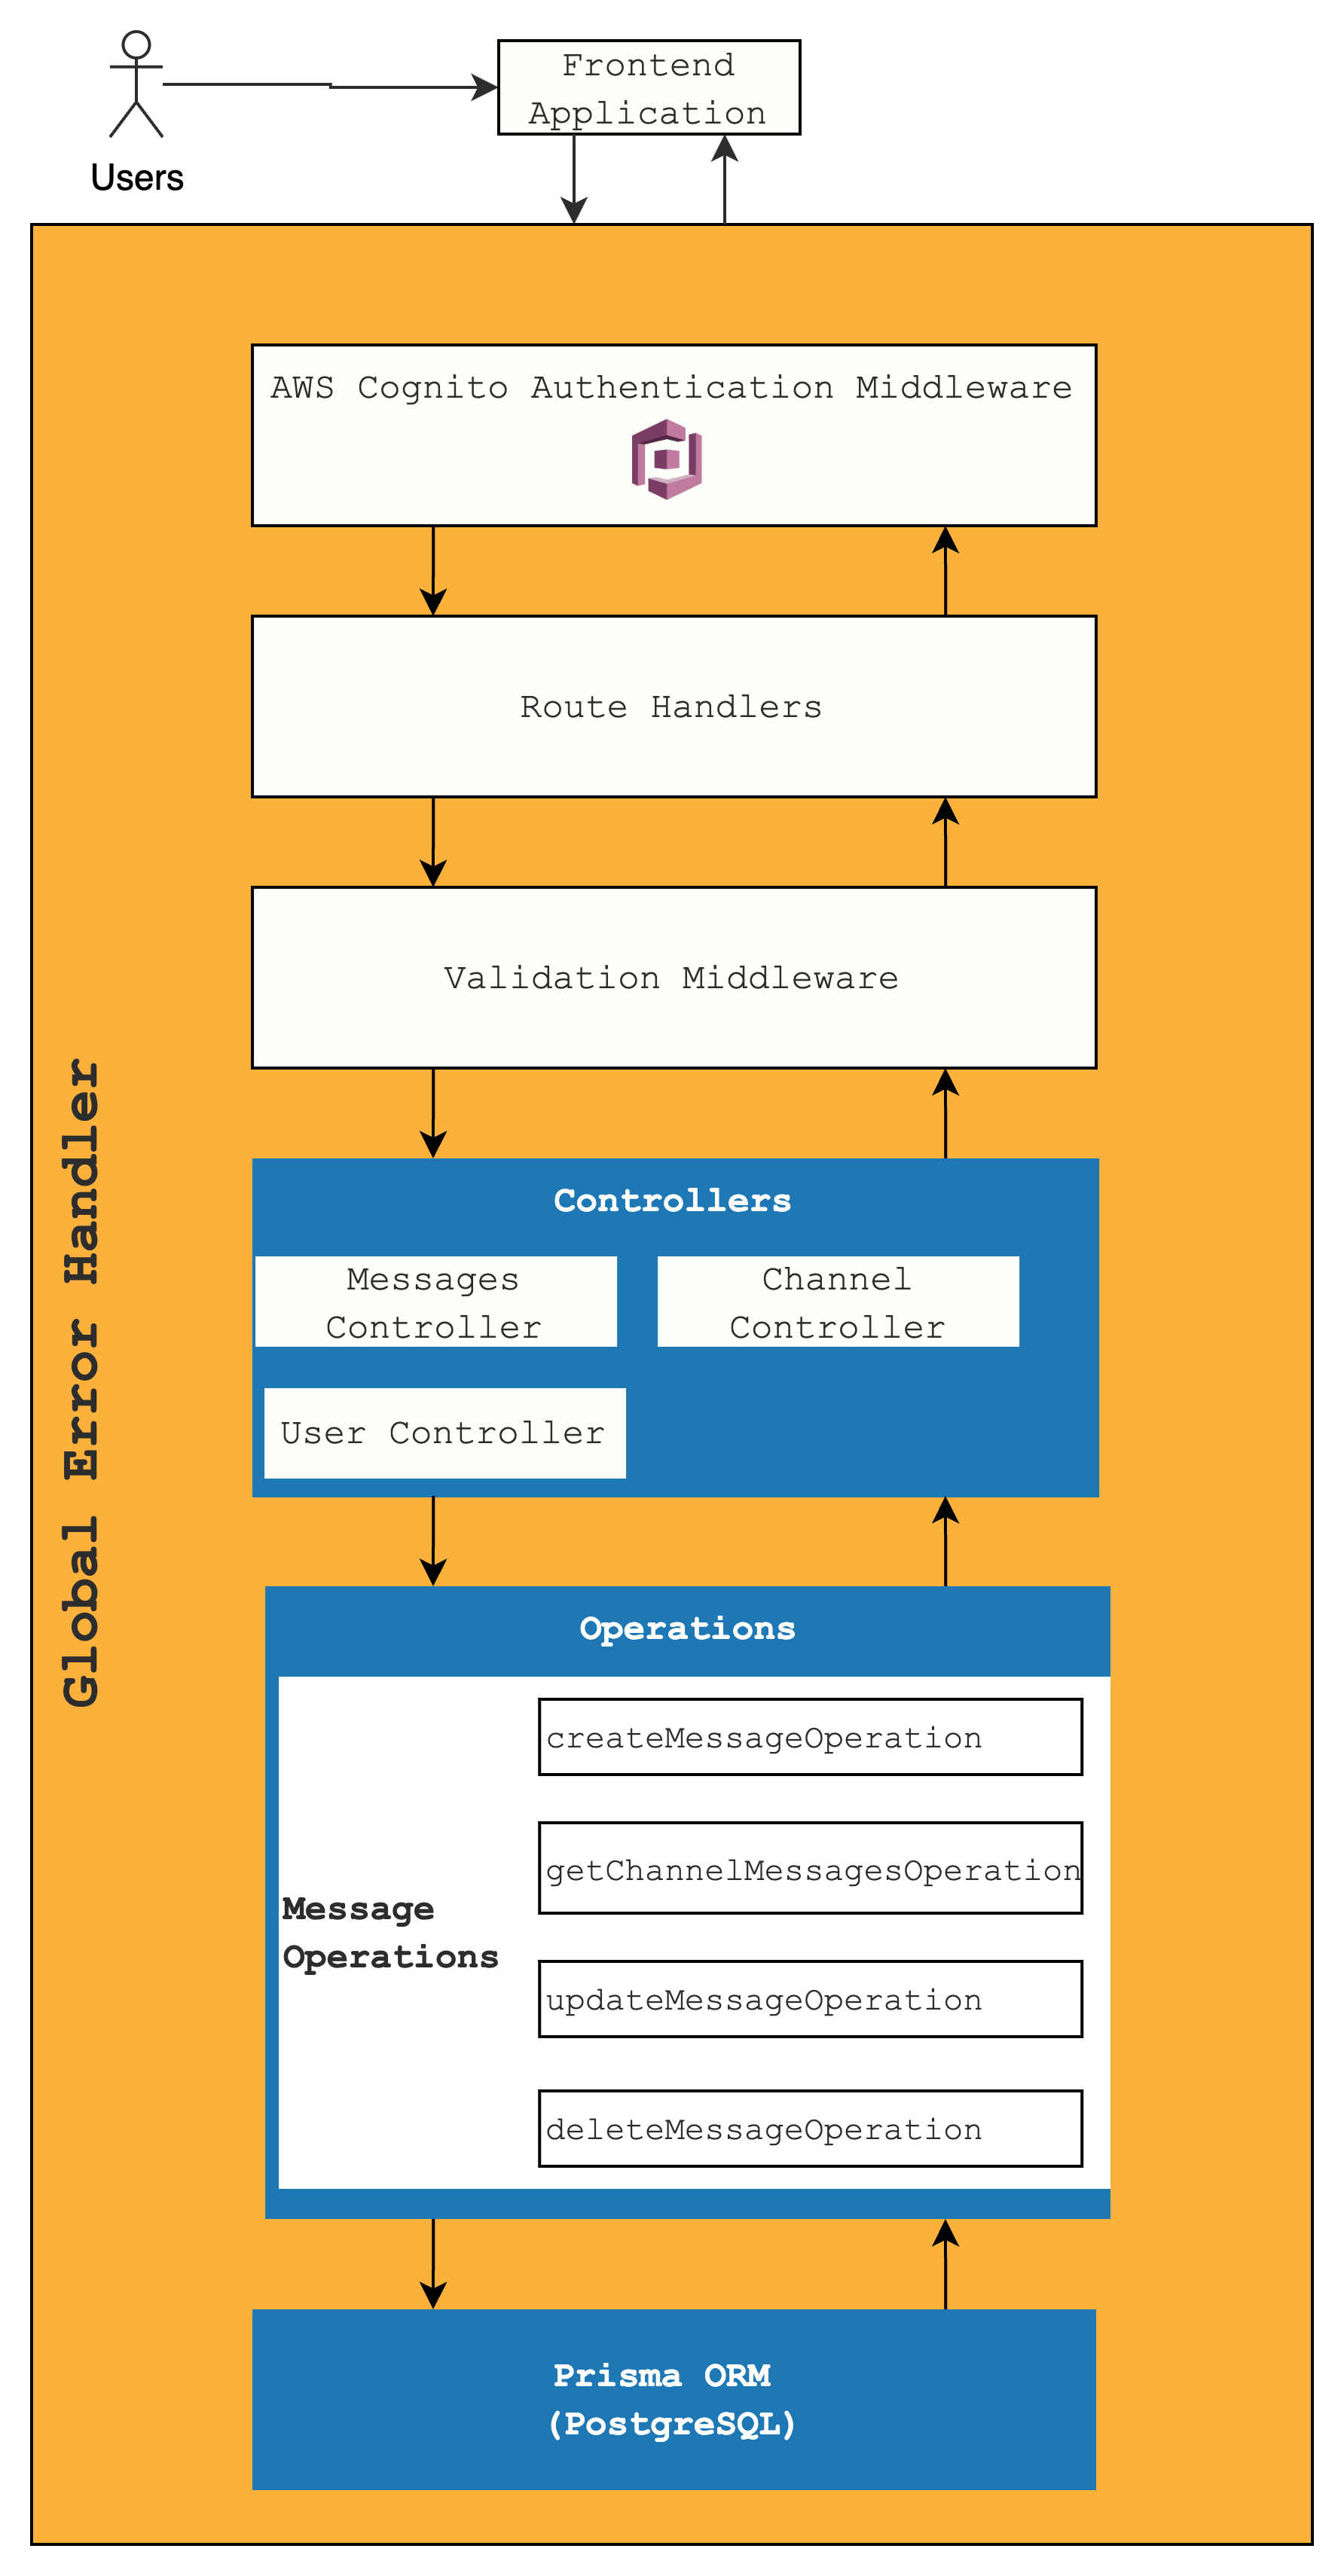 Frontend
Application
Users
AWS Cognito Authentication Middleware
Route Handlers
Validation Middleware
Global Error Handler
Controllers
Messages
Controller
Channel
Controller
User Controller
Operations
Message
Operations
createMessageOperation
getChannelMessagesOperation
updateMessageOperation
deleteMessageOperation
Prisma ORM
(PostgreSQL)